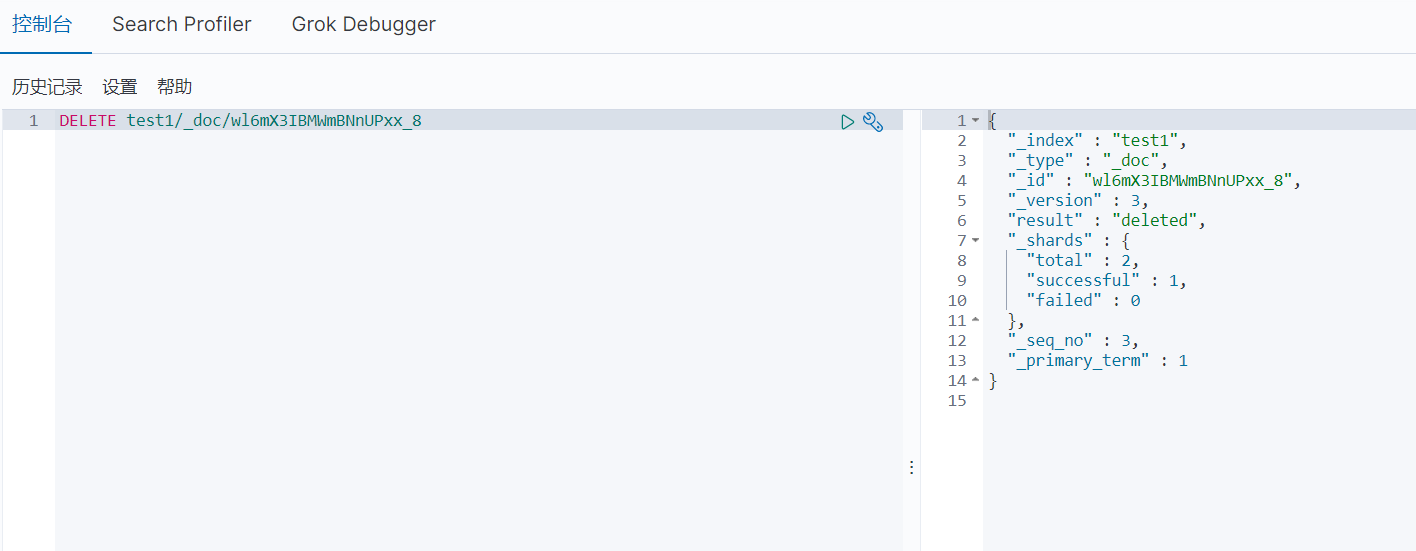 控制台 Search Profiler Grok Debugger
历史记录 设置 帮助
1 DELETE test1/_doc/wl6mX3IBMWmBNnUPxx_8
1 {
2 "_index" : "test1",
3 "_type" : "_doc",
4 "_id" : "wl6mX3IBMWmBNnUPxx_8",
5 "_version" : 3,
6 "result" : "deleted",
7 "_shards" : {
8 "total" : 2,
9 "successful" : 1,
10 "failed" : 0
11 },
12 "_seq_no" : 3,
13 "_primary_term" : 1
14 }
15